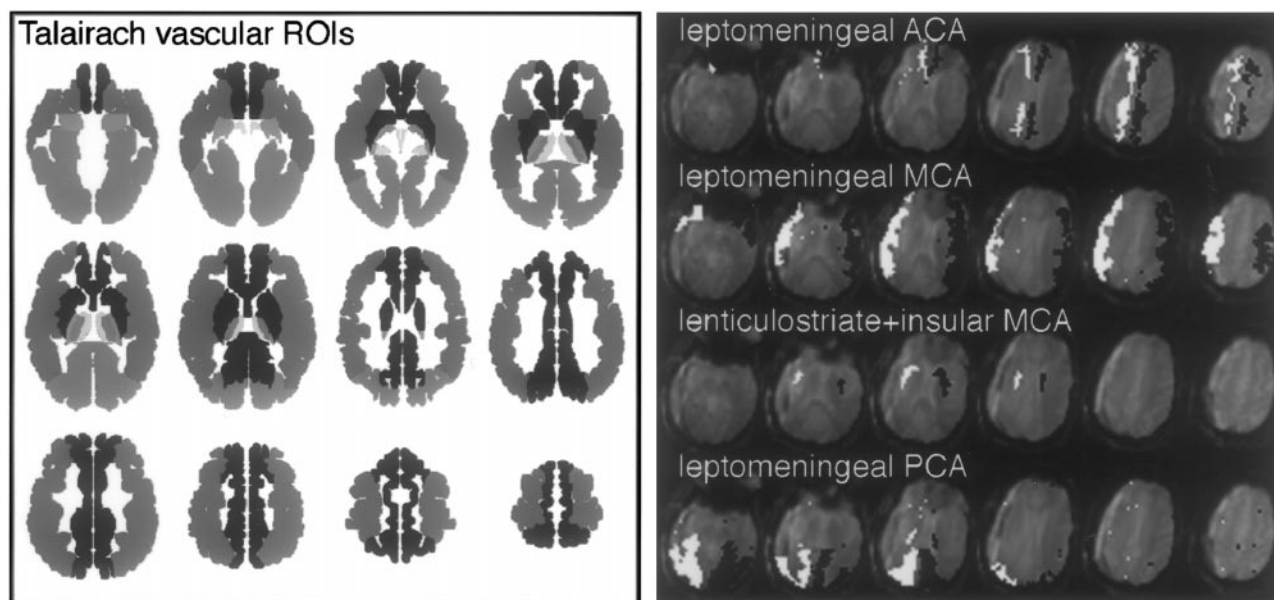 Talairach vascular ROIs
leptomeningeal ACA
leptomeningeal MCA
lenticulostriate+insular MCA
leptomeningeal PCA